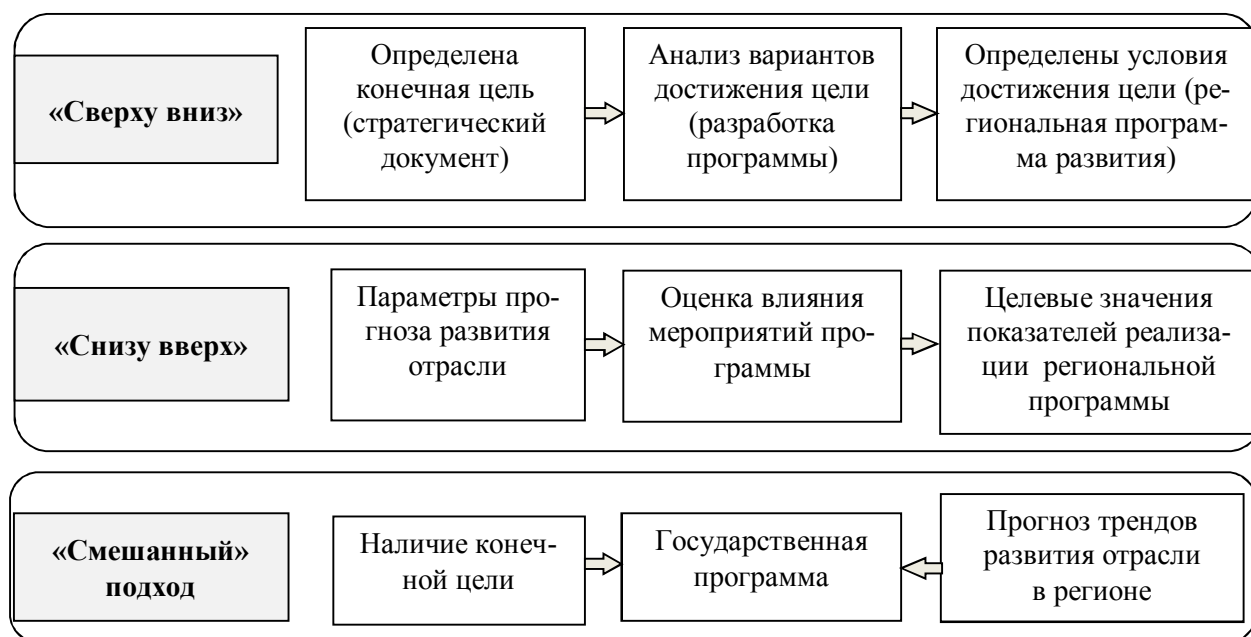 «Сверху вниз»
Определена
конечная цель
(стратегический
документ)
Анализ вариантов
достижения цели
(разработка
программы)
Определены условия
достижения цели (ре-
гиональная програм-
ма развития)
«Снизу вверх»
Параметры про-
гноза развития
отрасли
Оценка влияния
мероприятий про-
граммы
Целевые значения
показателей реализа-
ции региональной
программы
«Смешанный»
подход
Наличие конеч-
ной цели
Государственная
программа
Прогноз трендов
развития отрасли
в регионе